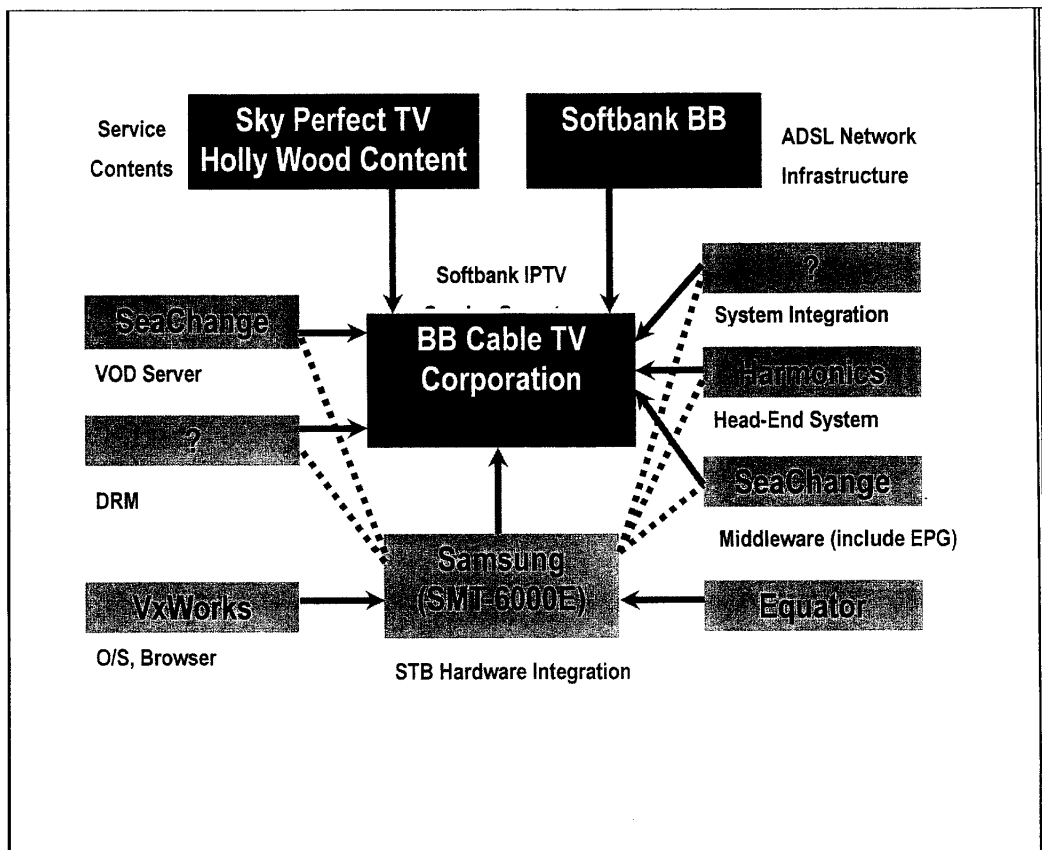 Service
Contents
Sky Perfect TV
Holly Wood Content
Softbank BB
ADSL Network
Infrastructure
Softbank IPTV
SeaChange
VOD Server
BB Cable TV
Corporation
?
System Integration
Harmonics
Head-End System
?
DRM
SeaChange
Middleware (include EPG)
Samsung
(SMT-6000E)
STB Hardware Integration
VxWorks
O/S, Browser
Equator